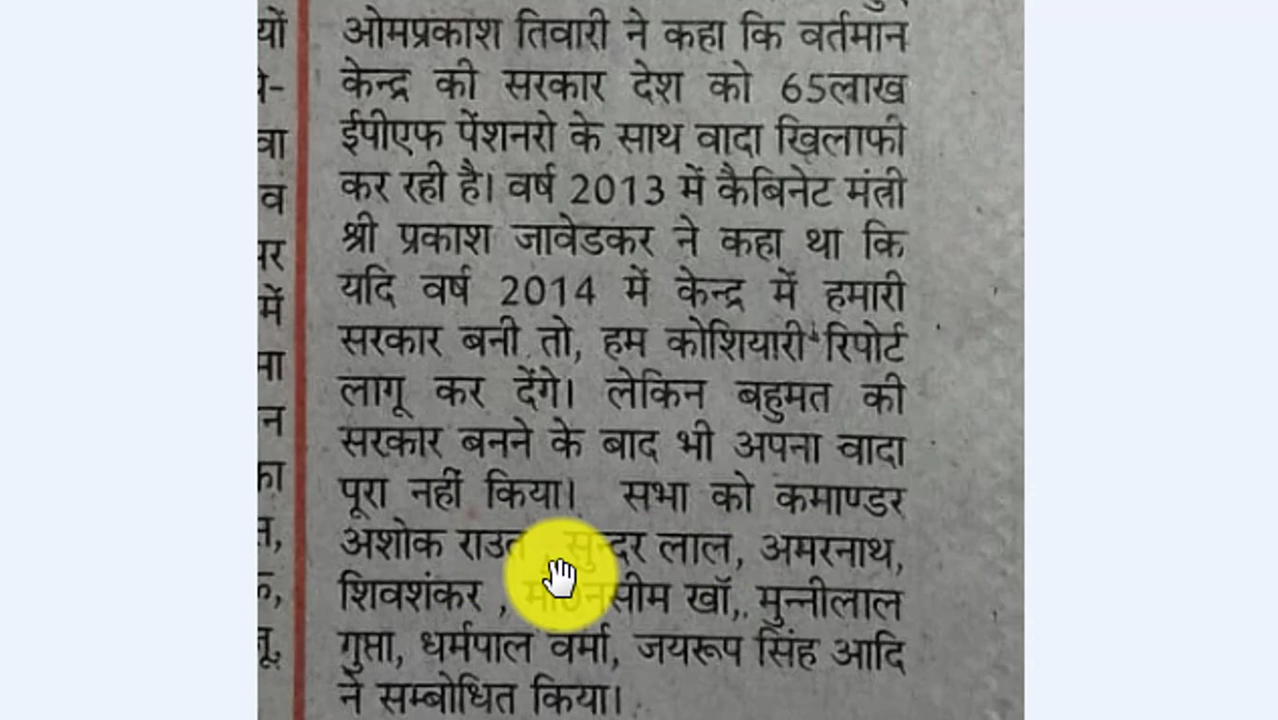 यों
ओमप्रकाश तिवारी ने कहा कि वर्तमान
केन्द्र की सरकार देश को 65लाख
वा
ईपीएफ पेंशनरो के साथ वादा खिलाफी
व
कर रही है। वर्ष 2013 में कैबिनेट मंत्री
श्री प्रकाश जावेडकर ने कहा था कि
में
यदि वर्ष 2014 में केन्द्र में हमारी
सरकार बनी तो, हम कोशियारी रिपोर्ट
लागू कर देंगे। लेकिन बहुमत की
न
सरकार बनने के बाद भी अपना वादा
पूरा नहीं किया। सभा को कमाण्डर
अशोक राउत , सुन्दर लाल, अमरनाथ,
शिवशंकर , मो0नसीम खॉ,. मुन्नीलाल
गुप्ता, धर्मपाल वर्मा, जयरूप सिंह आदि
ने सम्बोधित किया।